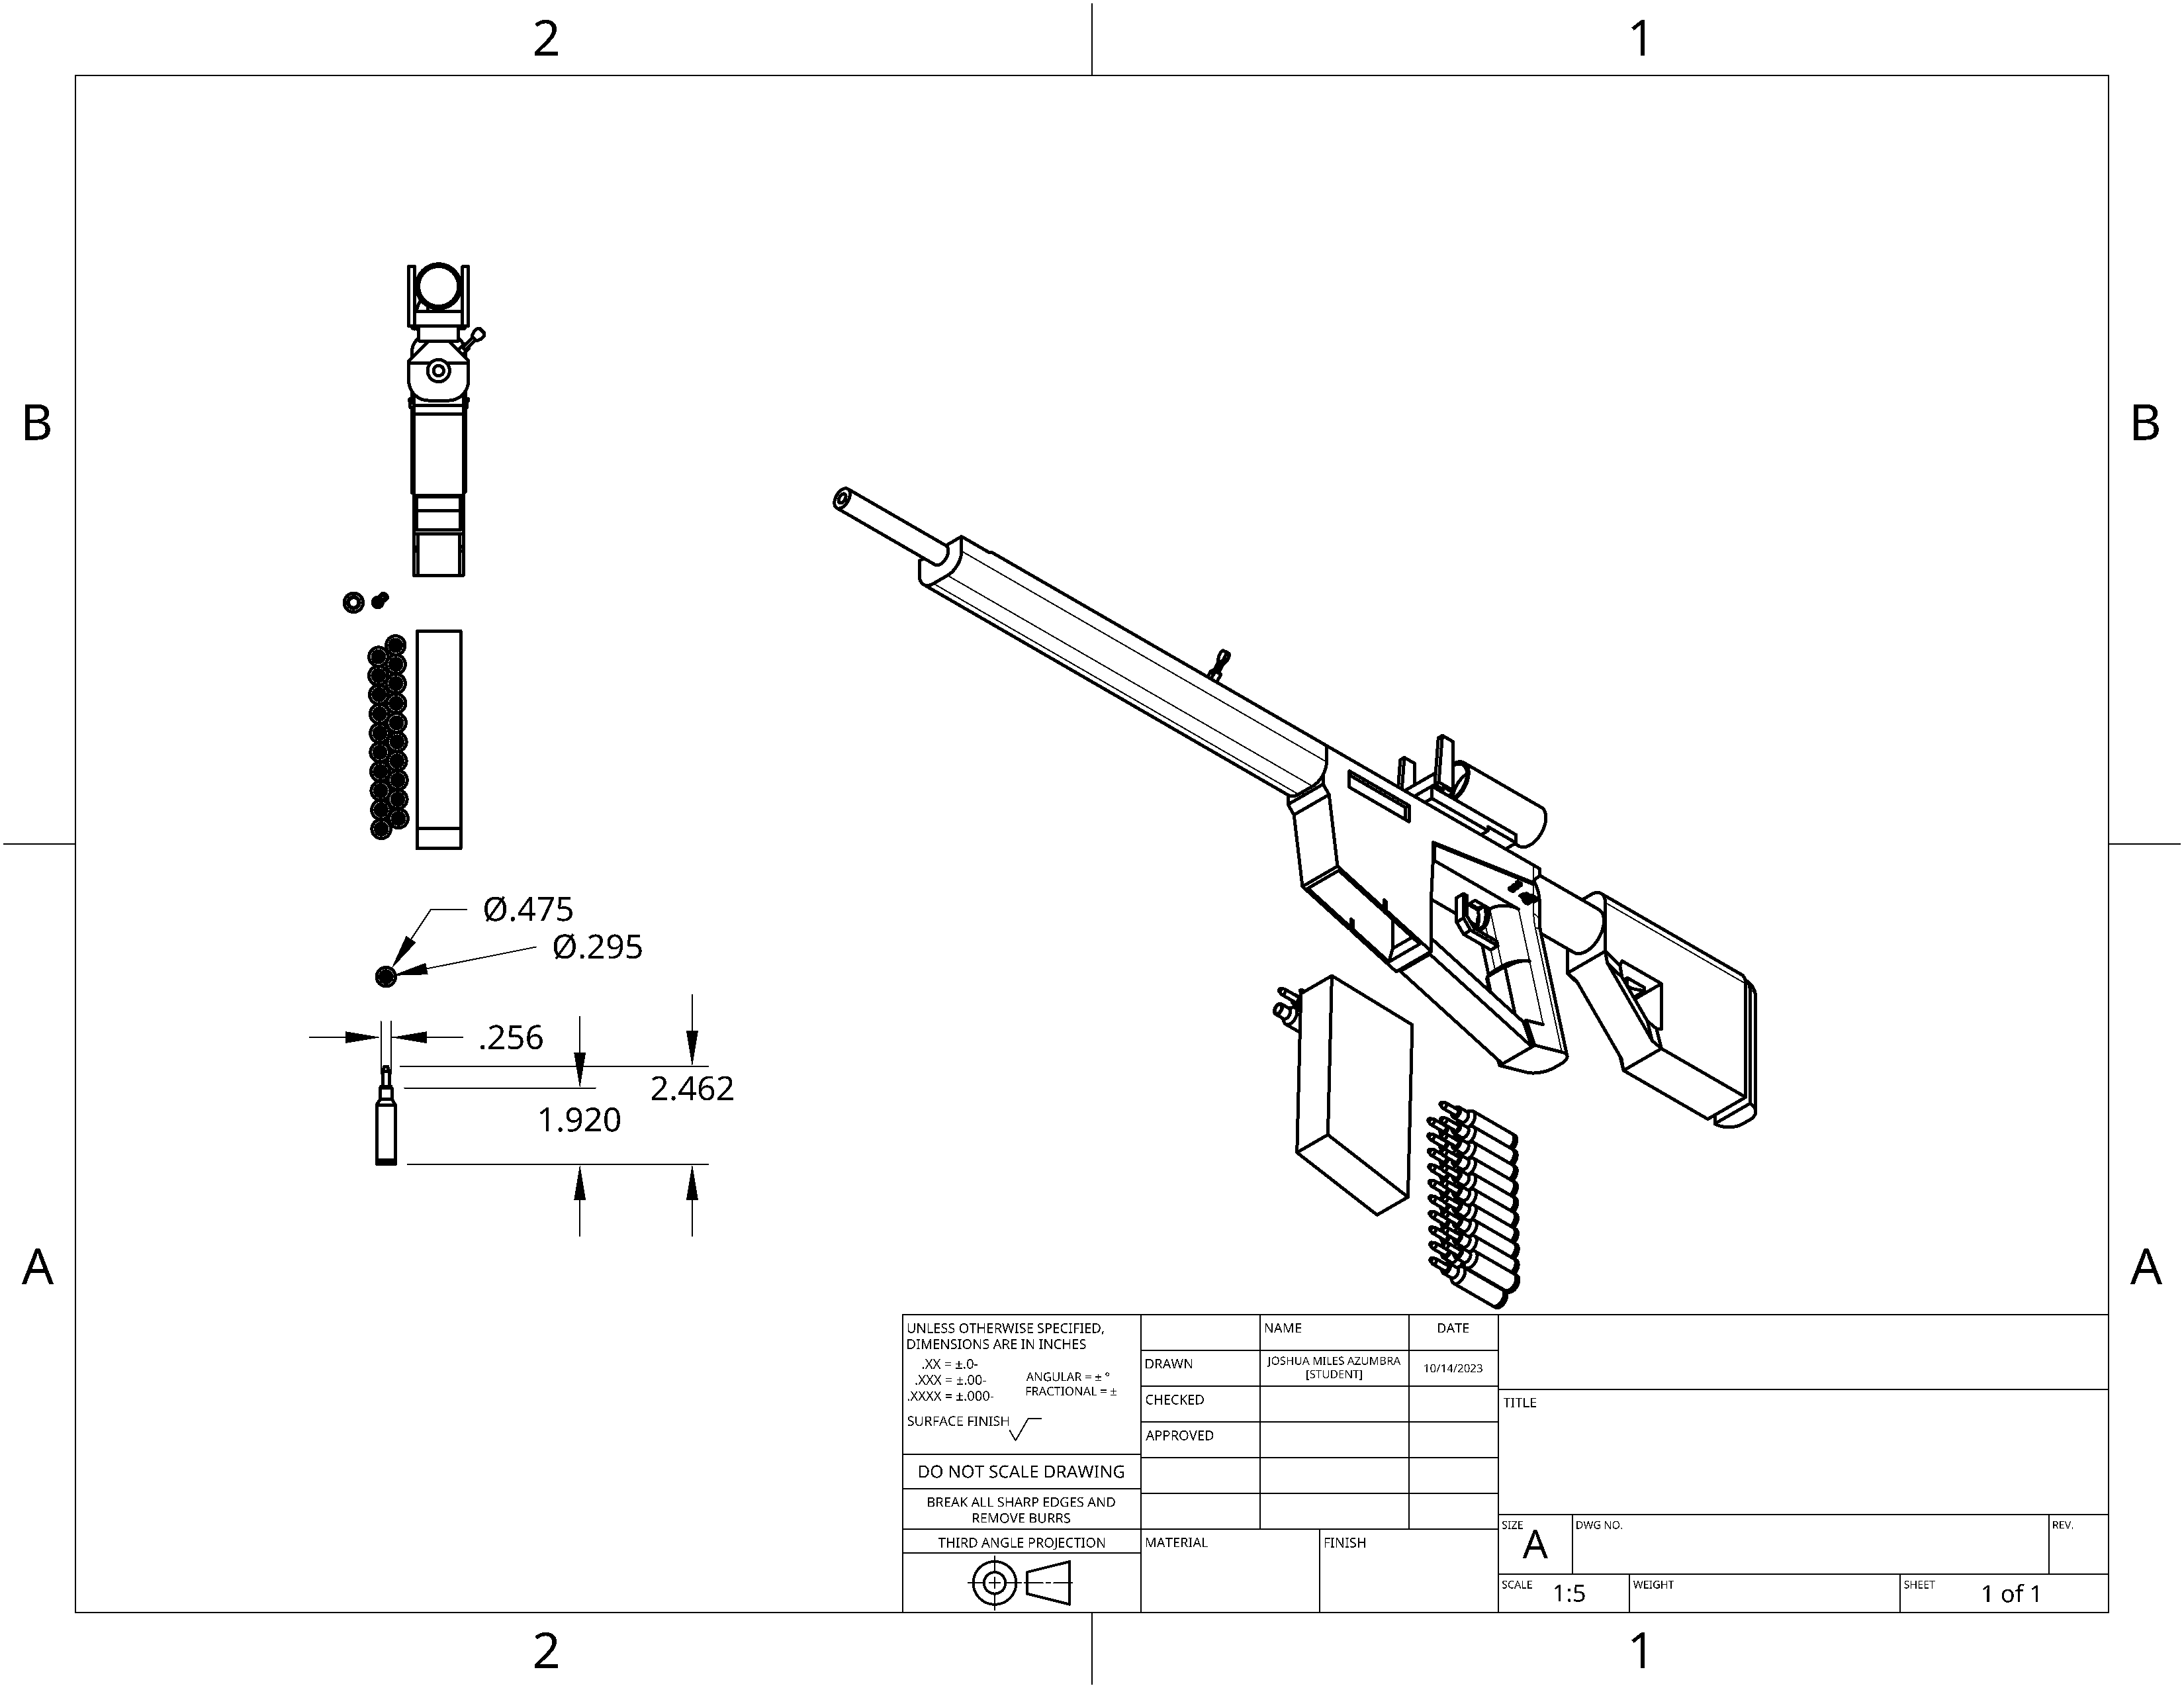 2
1
B
B
Ø.475
Ø.295
.256
2.462
1.920
A
A
UNLESS OTHERWISE SPECIFIED,
DIMENSIONS ARE IN INCHES
.XX = ±.0-
.XXX = ±.00-
.XXXX = ±.000-
ANGULAR = ± °
FRACTIONAL = ±
SURFACE FINISH
DO NOT SCALE DRAWING
BREAK ALL SHARP EDGES AND
REMOVE BURRS
THIRD ANGLE PROJECTION
NAME
DATE
DRAWN
JOSHUA MILES AZUMBRA
[STUDENT]
10/14/2023
CHECKED
APPROVED
MATERIAL
FINISH
TITLE
SIZE
A
DWG NO.
REV.
SCALE
1:5
WEIGHT
SHEET
1 of 1
2
1